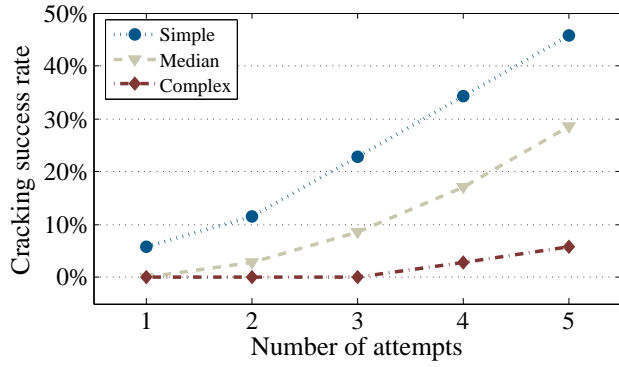 50%
40%
30%
20%
10%
0%
Cracking success rate
Simple
Median
Complex
1 2 3 4 5
Number of attempts